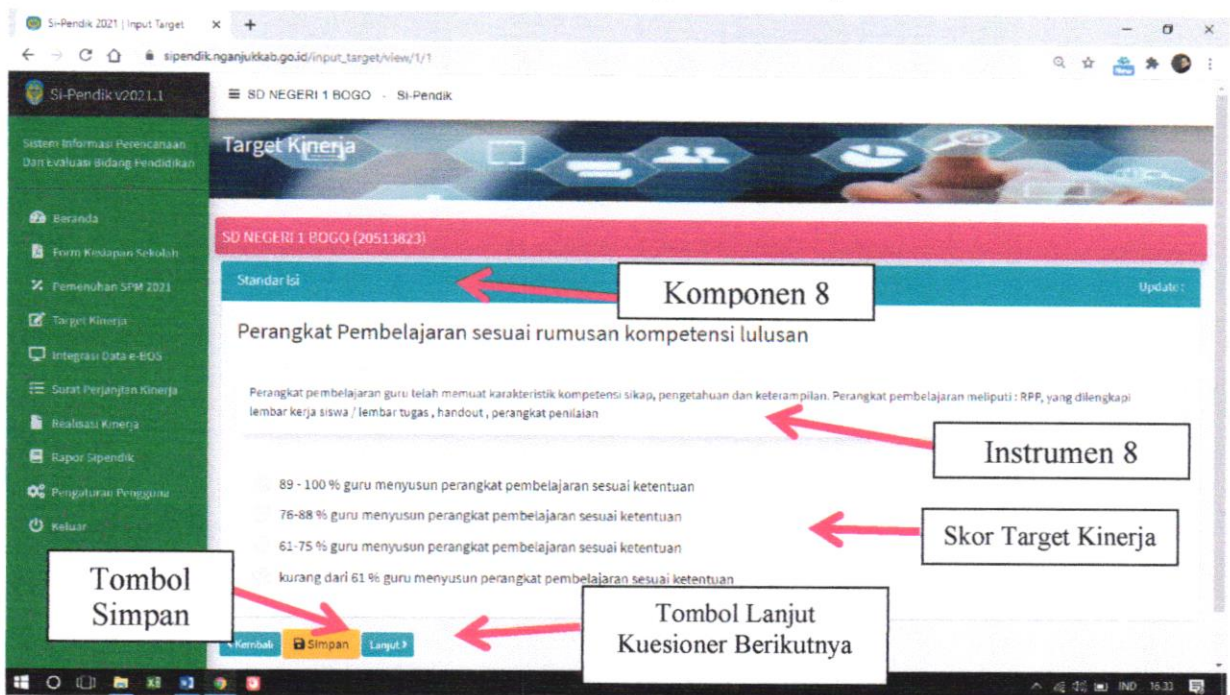 Si-Pendik 2021 | Input Target
sipendik.nganjukkab.go.id/input_target/view/1/1
Si-Pendik v2021.1
SD NEGERI 1 BOGO - Si-Pendik
Sistem Informasi Perencanaan
Dan Evaluasi Bidang Pendidikan
Target Kinerja
Beranda
Form Kesiapan Sekolah
Pemenuhan SPM 2021
Target Kinerja
Integrasi Data e-BOS
Surat Perjanjian Kinerja
Realisasi Kinerja
Rapor Sipendik
Pengaturan Pengguna
Keluar
SD NEGERI 1 BOGO (20513823)
Standar Isi
Update :
Komponen 8
Perangkat Pembelajaran sesuai rumusan kompetensi lulusan
Perangkat pembelajaran guru telah memuat karakteristik kompetensi sikap, pengetahuan dan keterampilan. Perangkat pembelajaran meliputi : RPP, yang dilengkapi
lembar kerja siswa / lembar tugas , handout , perangkat penilaian
Instrumen 8
89 - 100 % guru menyusun perangkat pembelajaran sesuai ketentuan
76-88 % guru menyusun perangkat pembelajaran sesuai ketentuan
61-75 % guru menyusun perangkat pembelajaran sesuai ketentuan
kurang dari 61 % guru menyusun perangkat pembelajaran sesuai ketentuan
Skor Target Kinerja
Tombol
Simpan
Tombol Lanjut
Kuesioner Berikutnya
Kembali
Simpan
Lanjut
IND
16.33